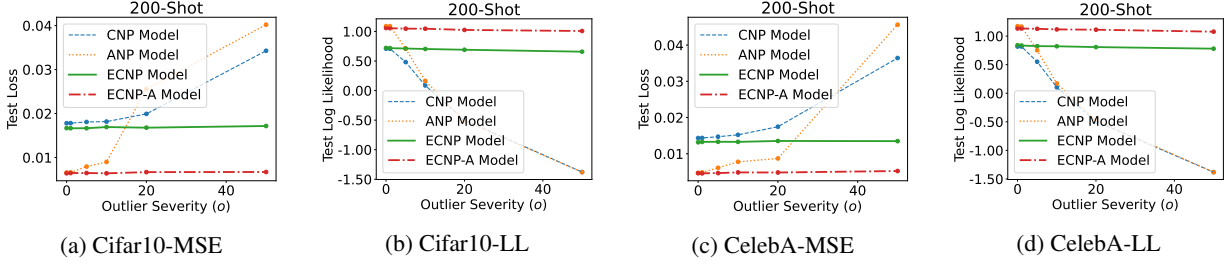 200-Shot
0.04
0.03
0.02
0.01
Test Loss
CNP Model
ANP Model
ECNP Model
ECNP-A Model
0 20 40
Outlier Severity (o)
(a) Cifar10-MSE
200-Shot
1.00
0.50
0.00
-0.50
-1.00
-1.50
Test Log Likelihood
CNP Model
ANP Model
ECNP Model
ECNP-A Model
0 20 40
Outlier Severity (o)
(b) Cifar10-LL
200-Shot
0.04
0.03
0.02
0.01
Test Loss
CNP Model
ANP Model
ECNP Model
ECNP-A Model
0 20 40
Outlier Severity (o)
(c) CelebA-MSE
200-Shot
1.00
0.50
0.00
-0.50
-1.00
-1.50
Test Log Likelihood
CNP Model
ANP Model
ECNP Model
ECNP-A Model
0 20 40
Outlier Severity (o)
(d) CelebA-LL